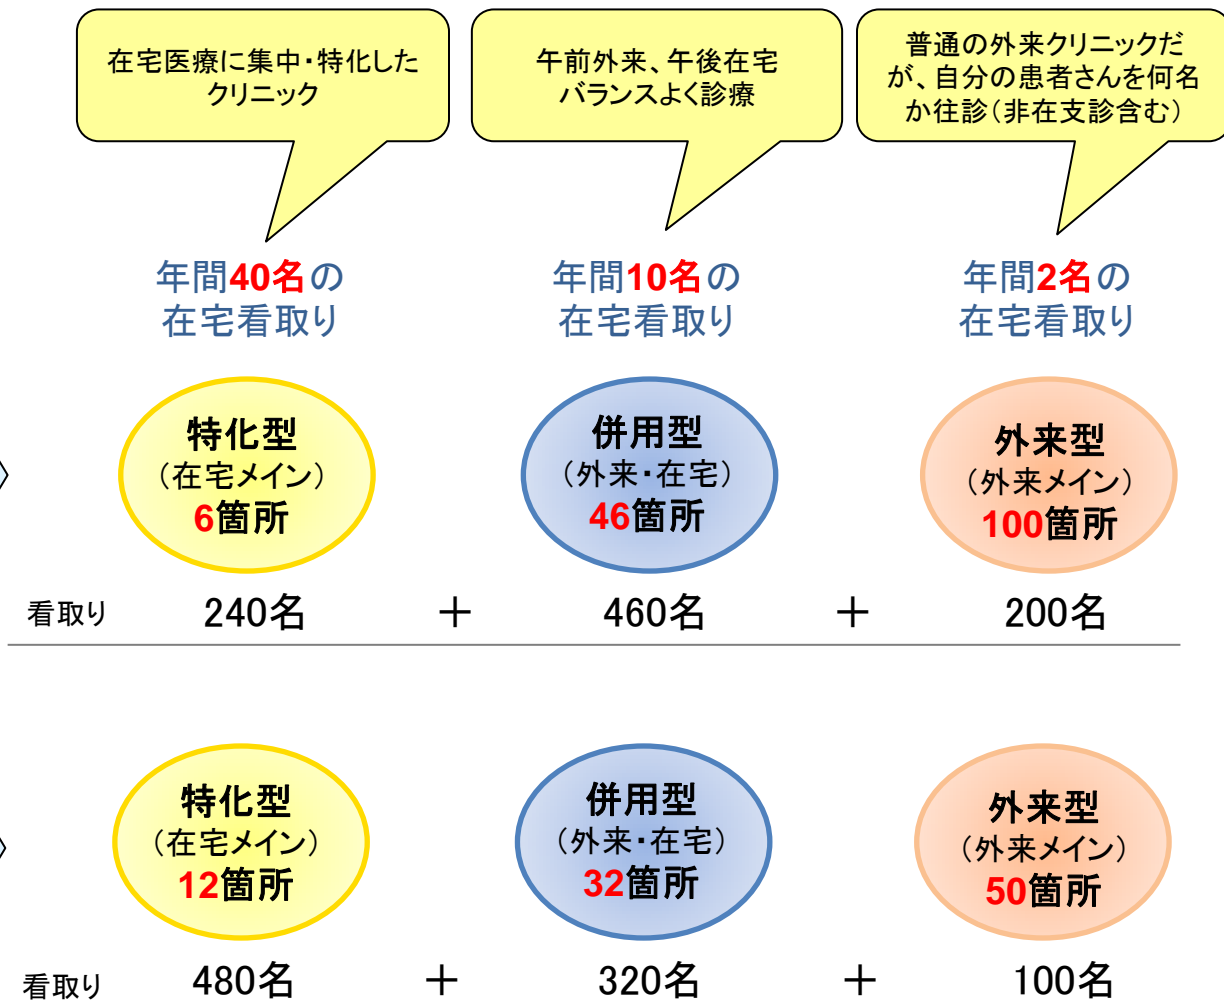 在宅医療に集中・特化した
クリニック
午前外来、午後在宅
バランスよく診療
普通の外来クリニックだ
が、自分の患者さんを何名
か往診（非在支診含む）
年間40名の
在宅看取り
年間10名の
在宅看取り
年間2名の
在宅看取り
特化型
（在宅メイン）
6箇所
併用型
（外来・在宅）
46箇所
外来型
（外来メイン）
100箇所
看取り 240名 ＋ 460名 ＋ 200名
特化型
（在宅メイン）
12箇所
併用型
（外来・在宅）
32箇所
外来型
（外来メイン）
50箇所
看取り 480名 ＋ 320名 ＋ 100名